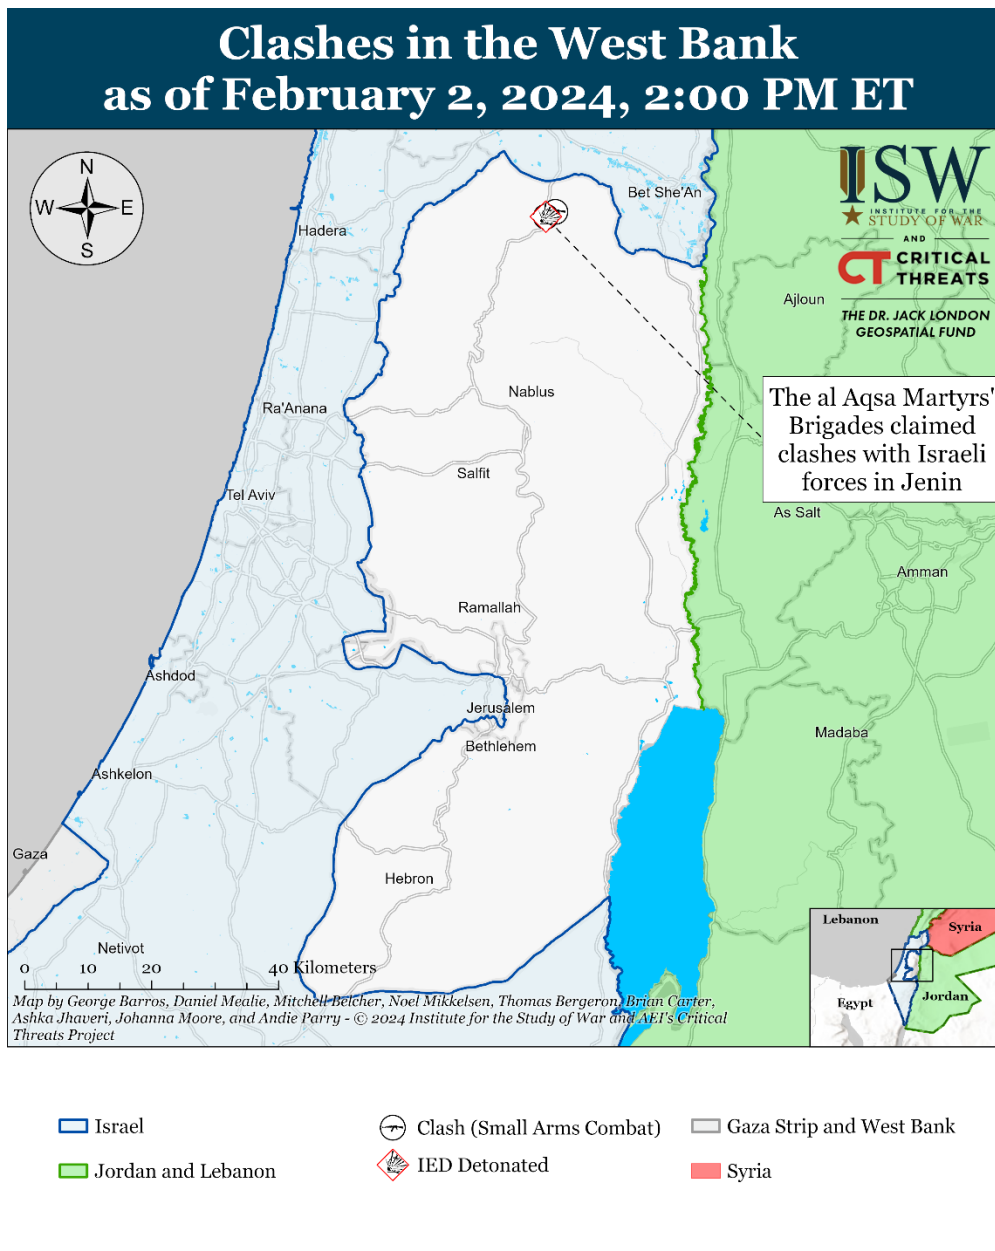 Clashes in the West Bank
as of February 2, 2024, 2:00 PM ET
N
W
E
S
ISW
INSTITUTE FOR THE
STUDY OF WAR
AND
CT CRITICAL
THREATS
THE DR. JACK LONDON
GEOSPATIAL FUND
Bet She'An
Hadera
Ajloun
Nablus
Ra'Anana
The al Aqsa Martyrs'
Brigades claimed
clashes with Israeli
forces in Jenin
Salfit
Tel Aviv
As Salt
Amman
Ramallah
Ashdod
Jerusalem
Madaba
Bethlehem
Ashkelon
Gaza
Hebron
Netivot
Lebanon
Syria
Egypt
Jordan
0 10 20 40 Kilometers
Map by George Barros, Daniel Mealie, Mitchell Belcher, Noel Mikkelsen, Thomas Bergeron, Brian Carter,
Ashka Jhaveri, Johanna Moore, and Andie Parry - © 2024 Institute for the Study of War and AEI's Critical
Threats Project
Israel
Clash (Small Arms Combat)
Gaza Strip and West Bank
Jordan and Lebanon
IED Detonated
Syria